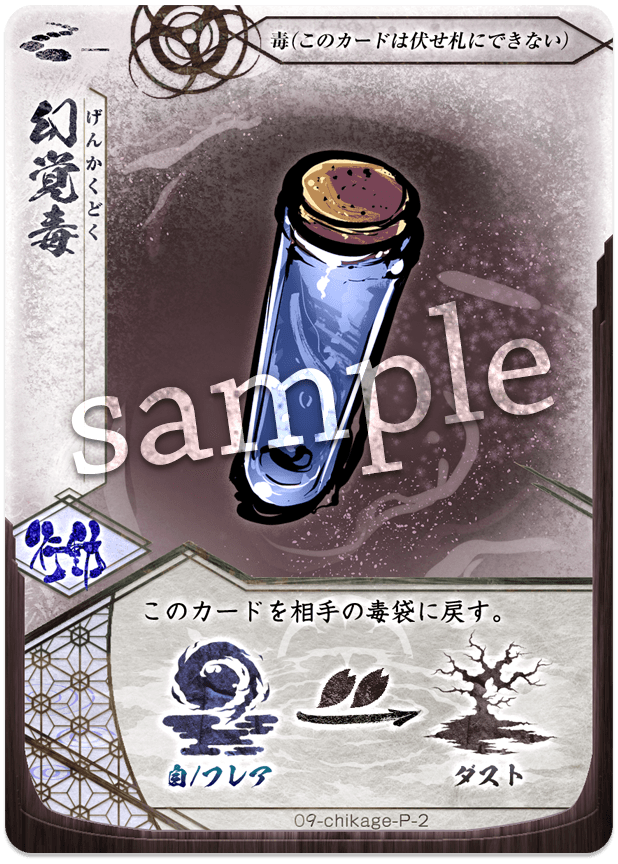 毒(このカードは伏せ札にできない)
幻覚毒
げんかくどく
sample
行動
このカードを相手の毒袋に戻す。
自/フレア
ダスト
09-chikage-P-2